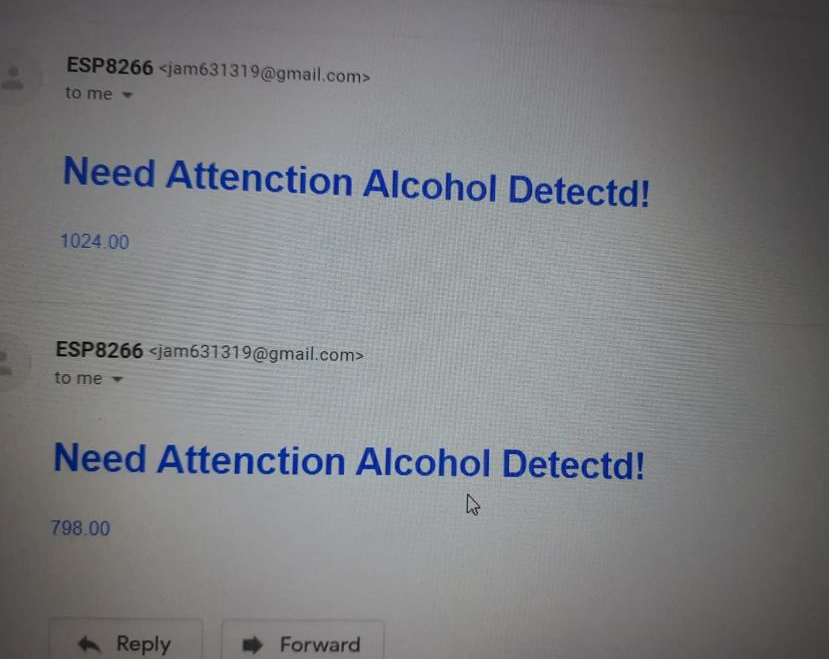 ESP8266 <jam631319@gmail.com>
to me
Need Attenction Alcohol Detectd!
1024.00
ESP8266 <jam631319@gmail.com>
to me
Need Attenction Alcohol Detectd!
798.00
Reply Forward